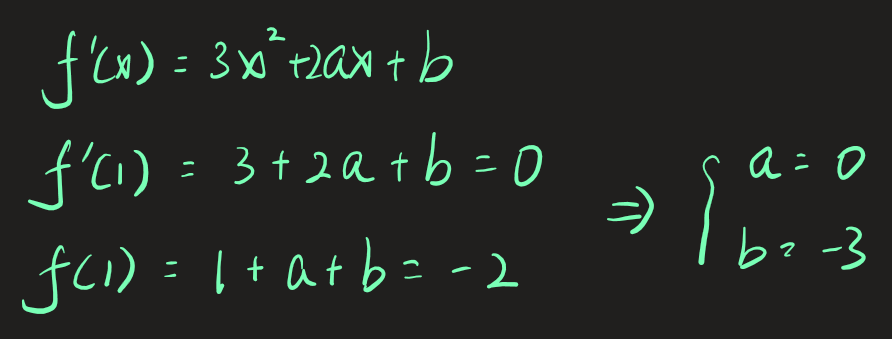 f'(x) = 3x²+2ax+b
f'(1) = 3+2a+b=0
f(1) = 1+a+b=-2
⇒ { a=0
b=-3